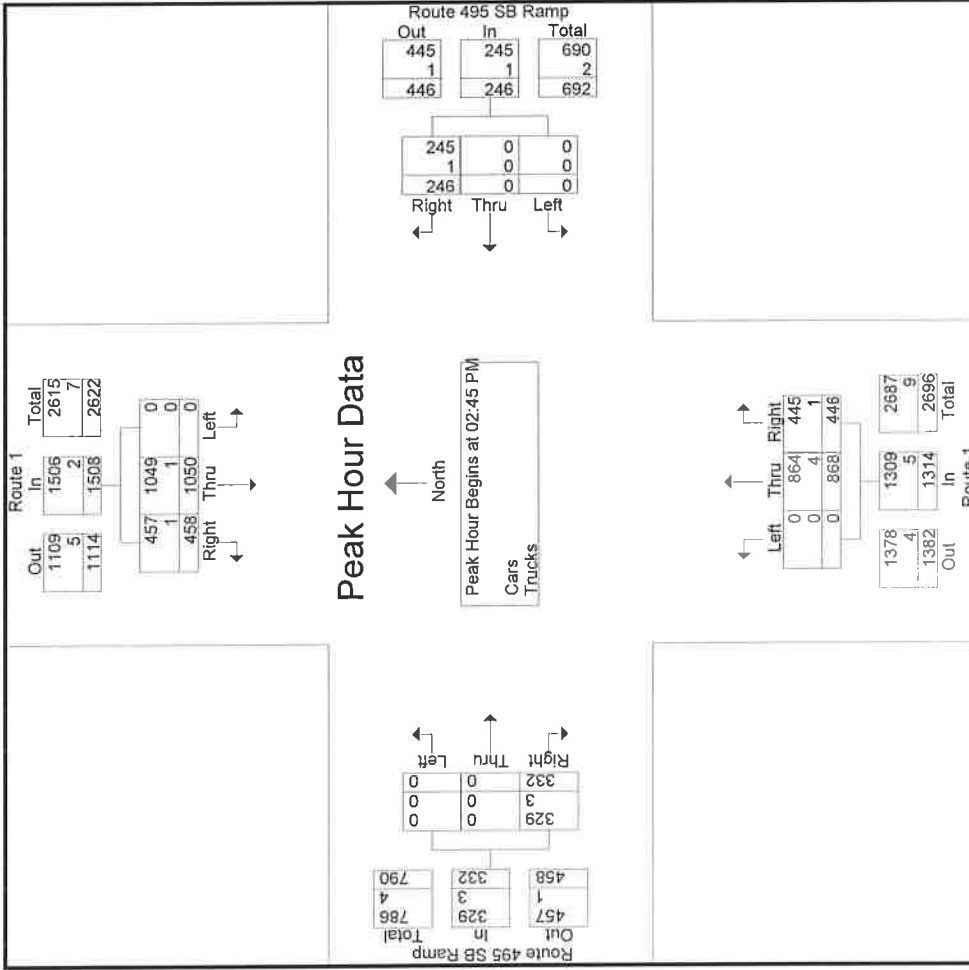 Route 495 SB Ramp
Out In Total
445 245 690
1 1 2
446 246 692
245 0 0
1 0 0
246 0 0
Right Thru Left
Route 1
Out In Total
1109 1506 2615
5 2 7
1114 1508 2622
457 1049 0
1 1 0
458 1050 0
Right Thru Left
Peak Hour Data
North
Peak Hour Begins at 02:45 PM
Cars
Trucks
Left Thru Right
0 864 445
0 4 1
0 868 446
1378 1309 2687
4 5 9
1382 1314 2696
Out In Total
Route 1
Left Thru Right
0 0 332
0 0 3
0 0 329
790 332 458
4 3 1
786 329 457
Total In Out
Route 495 SB Ramp